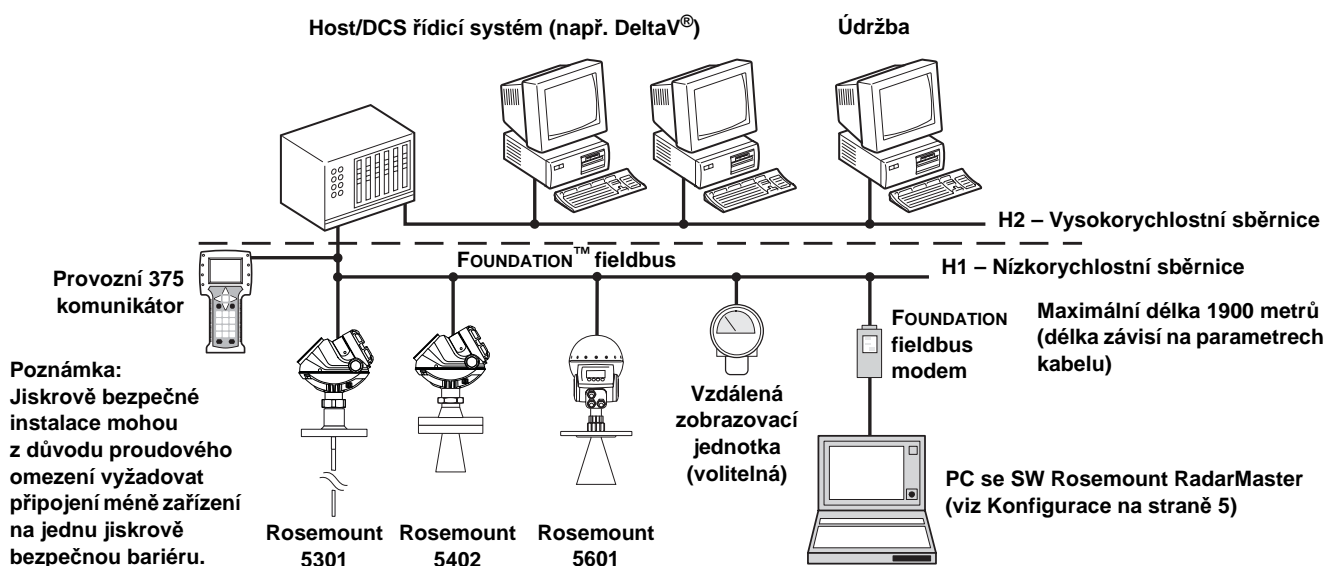 Host/DCS řídicí systém (např. DeltaV®)
Údržba
H2 – Vysokorychlostní sběrnice
FOUNDATION™ fieldbus
H1 – Nízkorychlostní sběrnice
Provozní 375
komunikátor
Maximální délka 1900 metrů
(délka závisí na parametrech
kabelu)
FOUNDATION
fieldbus
modem
Poznámka:
Jiskrově bezpečné
instalace mohou
z důvodu proudového
omezení vyžadovat
připojení méně zařízení
na jednu jiskrově
bezpečnou bariéru.
Vzdálená
zobrazovací
jednotka
(volitelná)
PC se SW Rosemount RadarMaster
(viz Konfigurace na straně 5)
Rosemount
5301
Rosemount
5402
Rosemount
5601